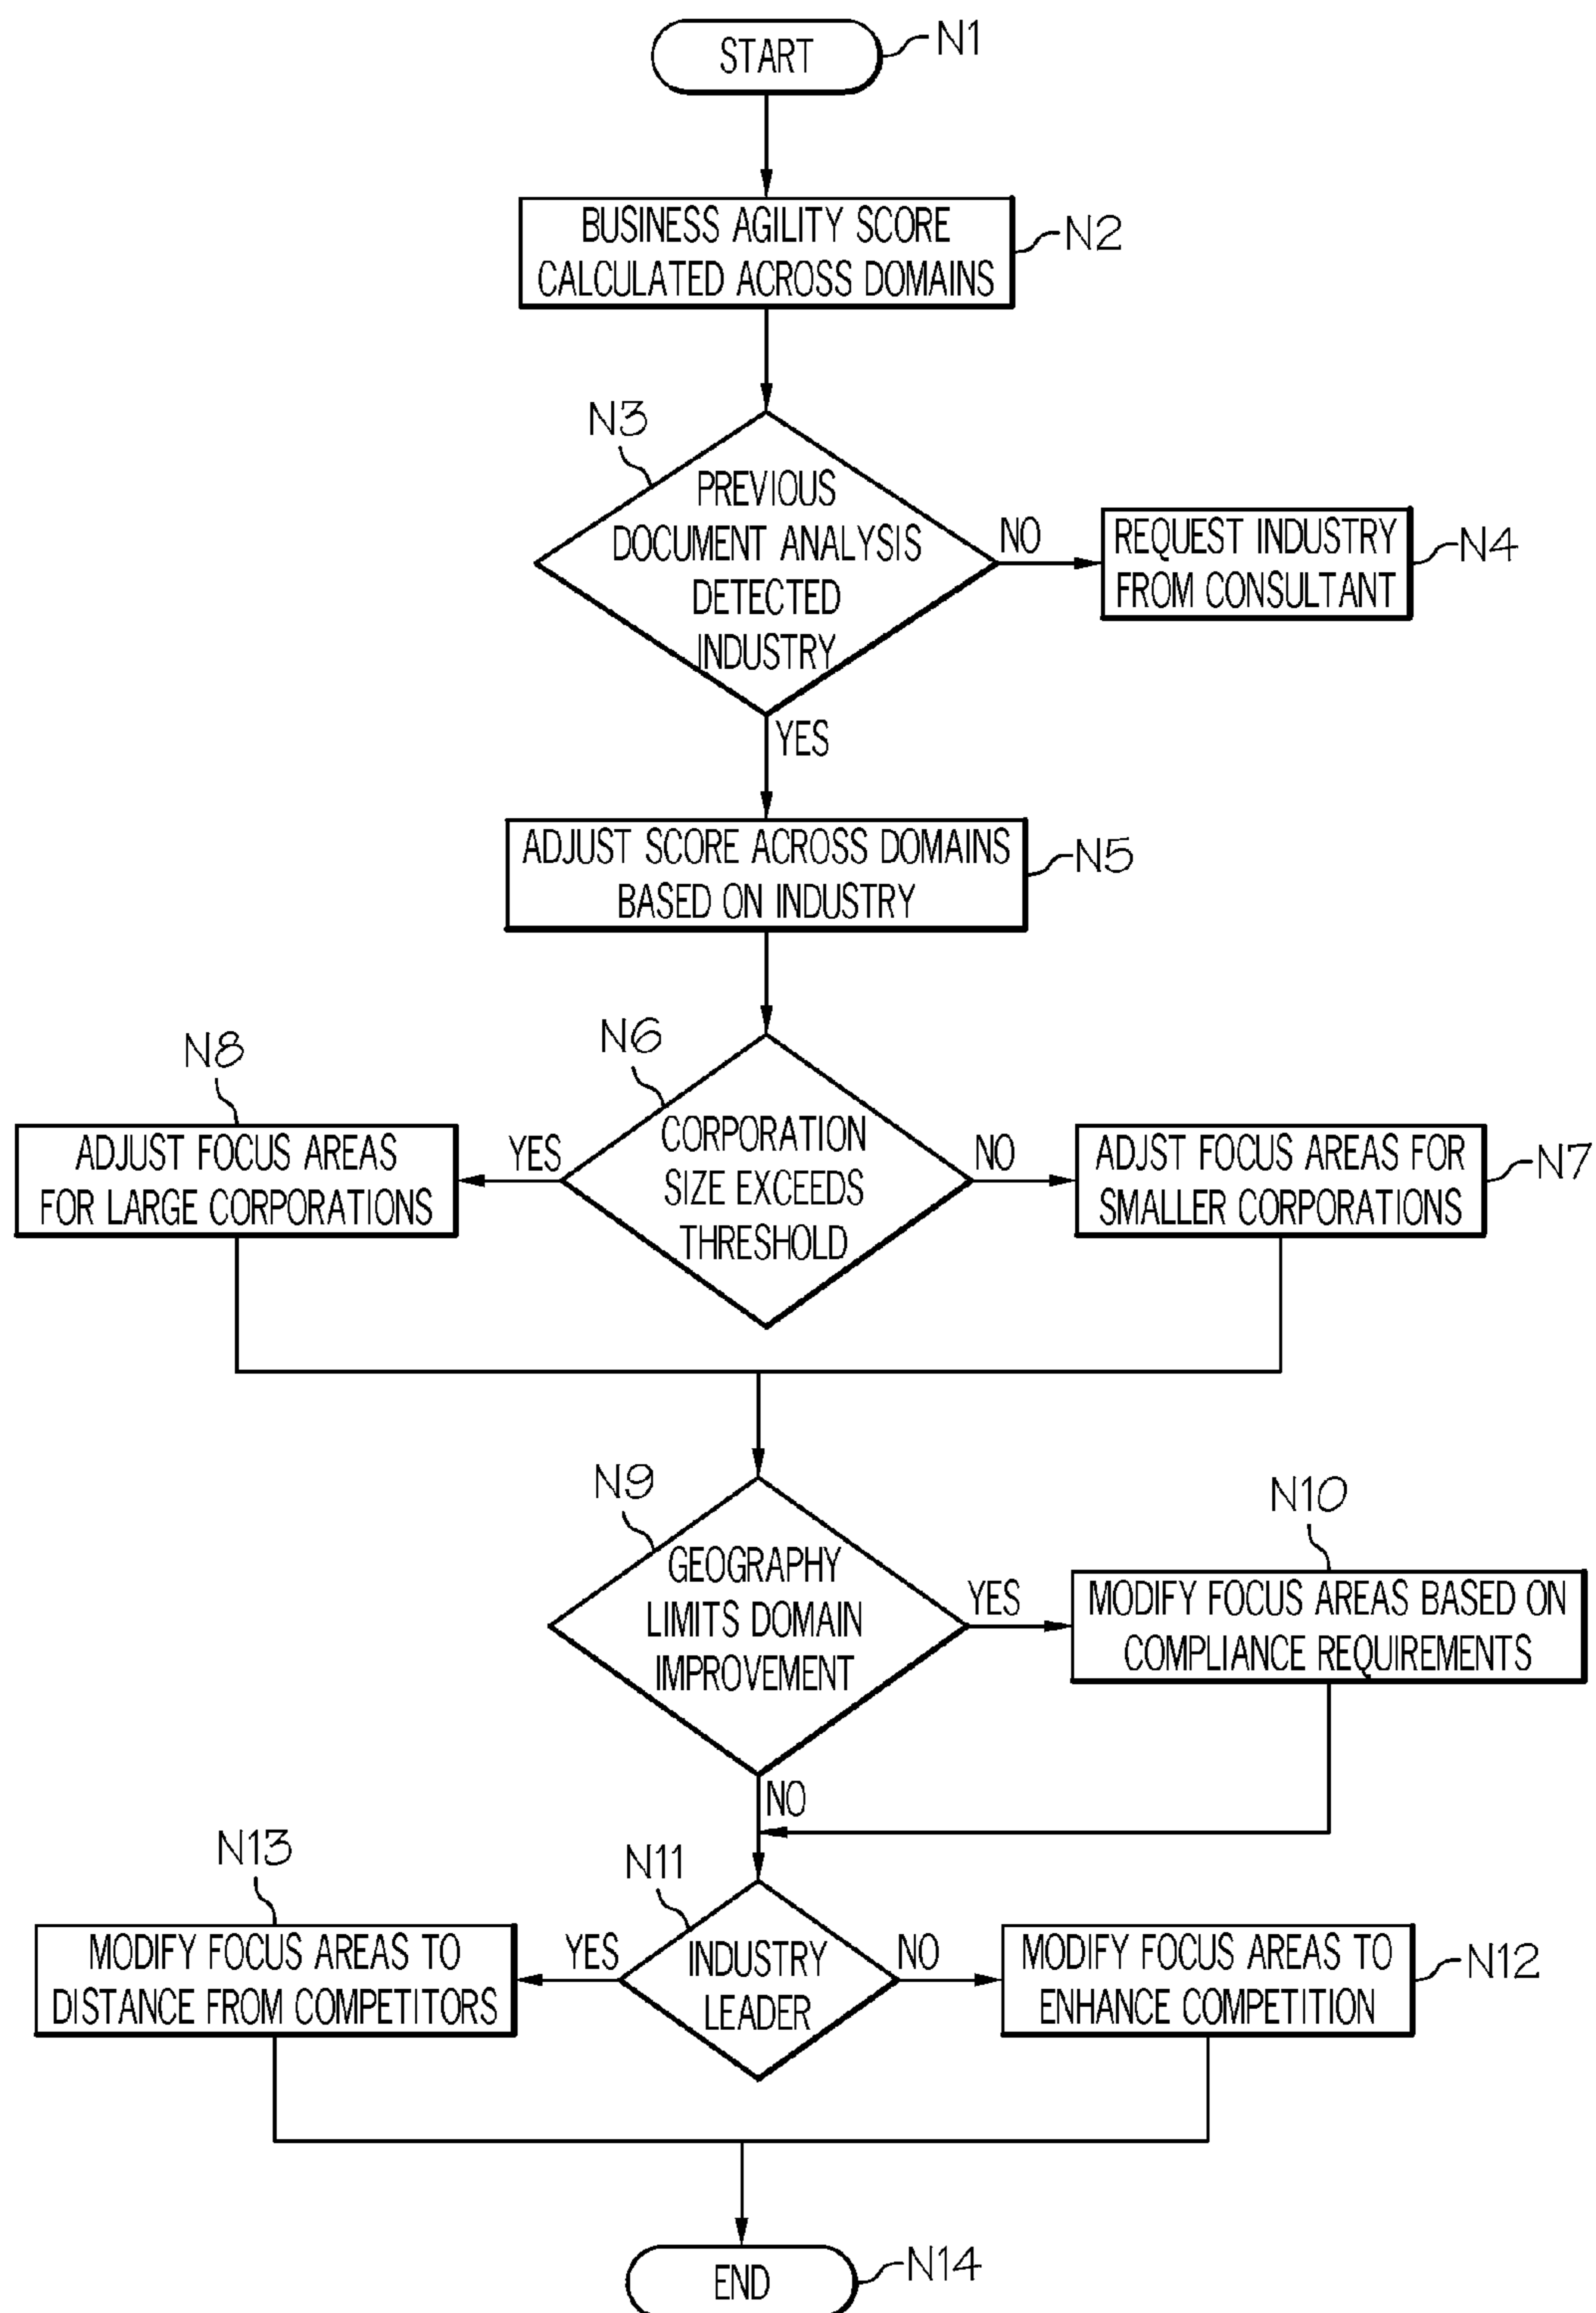 START
N1
BUSINESS AGILITY SCORE
CALCULATED ACROSS DOMAINS
N2
N3
PREVIOUS
DOCUMENT ANALYSIS
DETECTED
INDUSTRY
NO
REQUEST INDUSTRY
FROM CONSULTANT
N4
YES
ADJUST SCORE ACROSS DOMAINS
BASED ON INDUSTRY
N5
N8
ADJUST FOCUS AREAS
FOR LARGE CORPORATIONS
YES
N6
CORPORATION
SIZE EXCEEDS
THRESHOLD
NO
ADJST FOCUS AREAS FOR
SMALLER CORPORATIONS
N7
N9
GEOGRAPHY
LIMITS DOMAIN
IMPROVEMENT
YES
N10
MODIFY FOCUS AREAS BASED ON
COMPLIANCE REQUIREMENTS
NO
N13
MODIFY FOCUS AREAS TO
DISTANCE FROM COMPETITORS
YES
N11
INDUSTRY
LEADER
NO
MODIFY FOCUS AREAS TO
ENHANCE COMPETITION
N12
END
N14